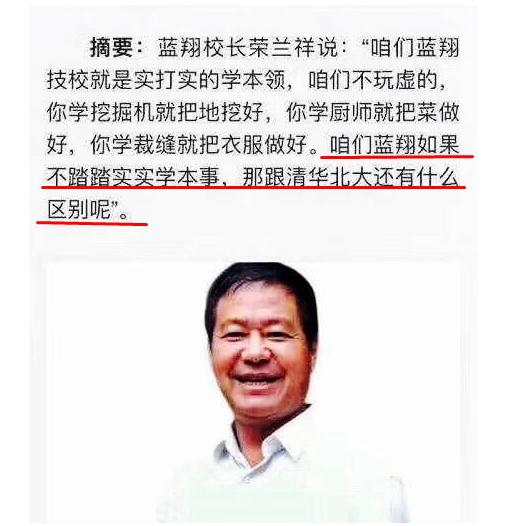 摘要：蓝翔校长荣兰祥说：“咱们蓝翔
技校就是实打实的学本领，咱们不玩虚的，
你学挖掘机就把地挖好，你学厨师就把菜做
好，你学裁缝就把衣服做好。咱们蓝翔如果
不踏踏实实学本事，那跟清华北大还有什么
区别呢”。